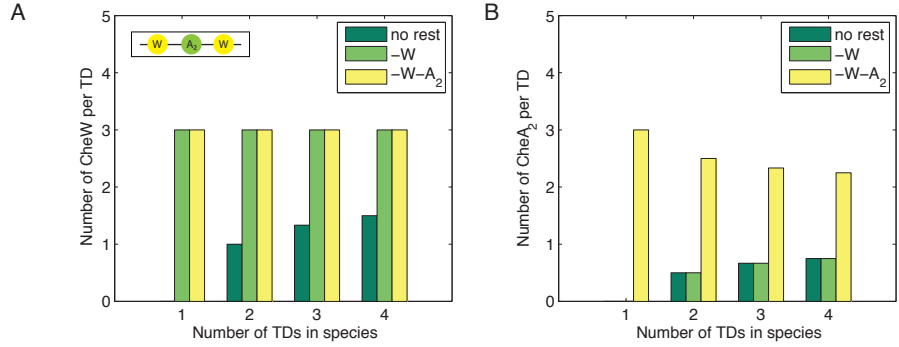 A
W A₂ W
no rest
–W
–W–A₂
Number of CheW per TD
5
4
3
2
1
0
1 2 3 4
Number of TDs in species
B
no rest
–W
–W–A₂
Number of CheA₂ per TD
5
4
3
2
1
0
1 2 3 4
Number of TDs in species